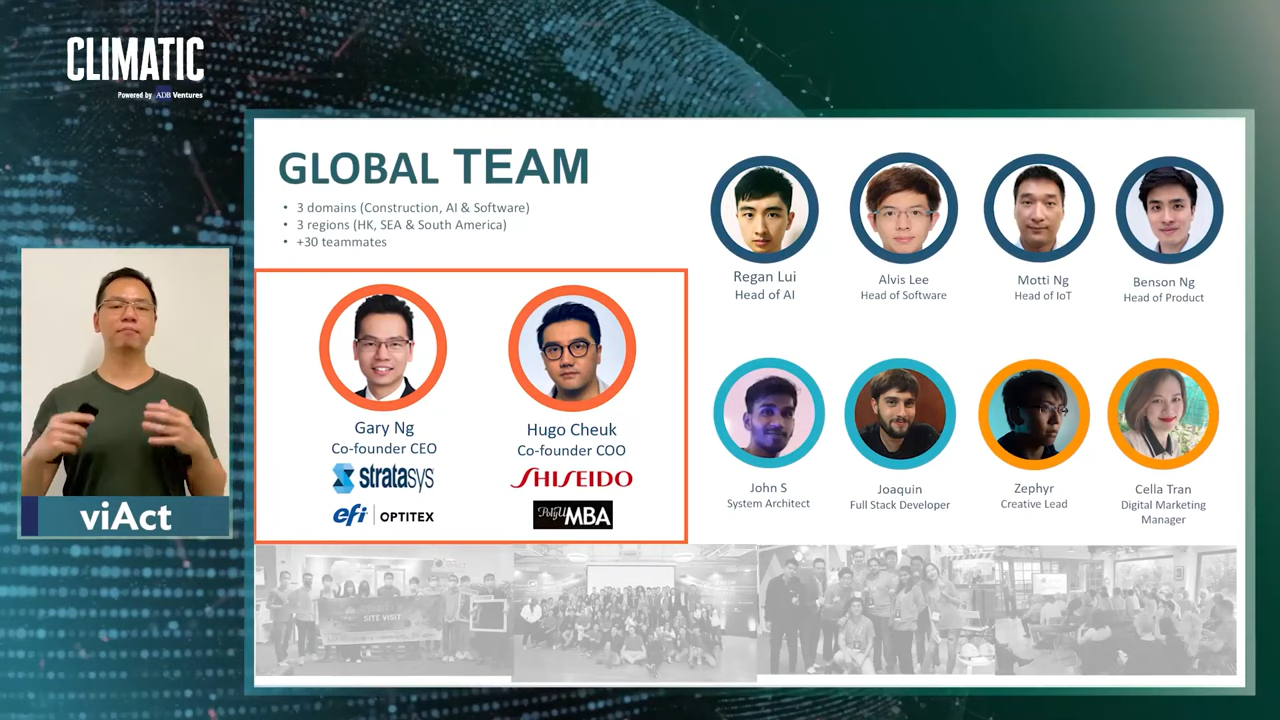 CLIMATIC
Powered by ADB Ventures
GLOBAL TEAM
• 3 domains (Construction, AI & Software)
• 3 regions (HK, SEA & South America)
• +30 teammates
Gary Ng
Co-founder CEO
stratasys
efi | OPTITEX
Hugo Cheuk
Co-founder COO
SHISEIDO
PolyU MBA
Regan Lui
Head of AI
Alvis Lee
Head of Software
Motti Ng
Head of IoT
Benson Ng
Head of Product
John S
System Architect
Joaquin
Full Stack Developer
Zephyr
Creative Lead
Cella Tran
Digital Marketing
Manager
viAct
SITE VISIT